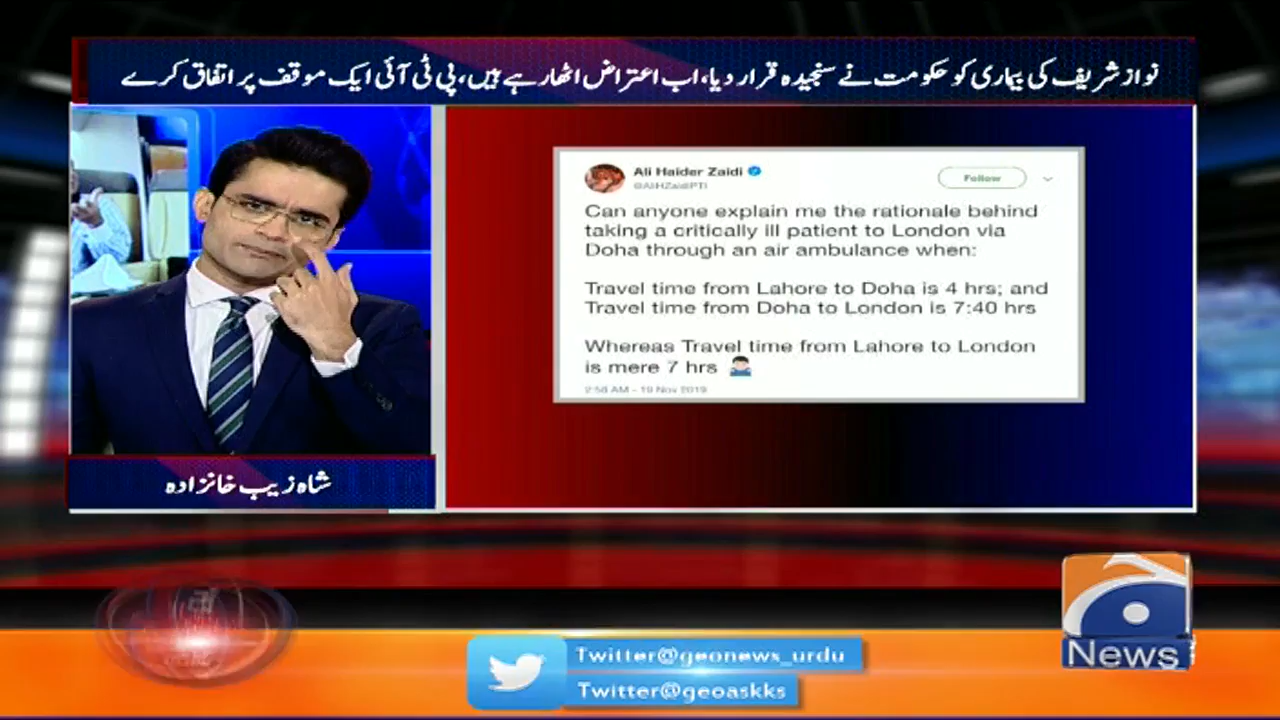 نواز شریف کی بیماری کو حکومت نے سنجیدہ قرار دیا، اب اعتراض اٹھا رہے ہیں، پی ٹی آئی ایک موقف پر اتفاق کرے
Ali Haider Zaidi
@AliHZaidiPTI
Follow
Can anyone explain me the rationale behind
taking a critically ill patient to London via
Doha through an air ambulance when:
Travel time from Lahore to Doha is 4 hrs; and
Travel time from Doha to London is 7:40 hrs
Whereas Travel time from Lahore to London
is mere 7 hrs
2:58 AM - 19 Nov 2019
شاہ زیب خانزادہ
News
Twitter@geonews_urdu
Twitter@geoaskks